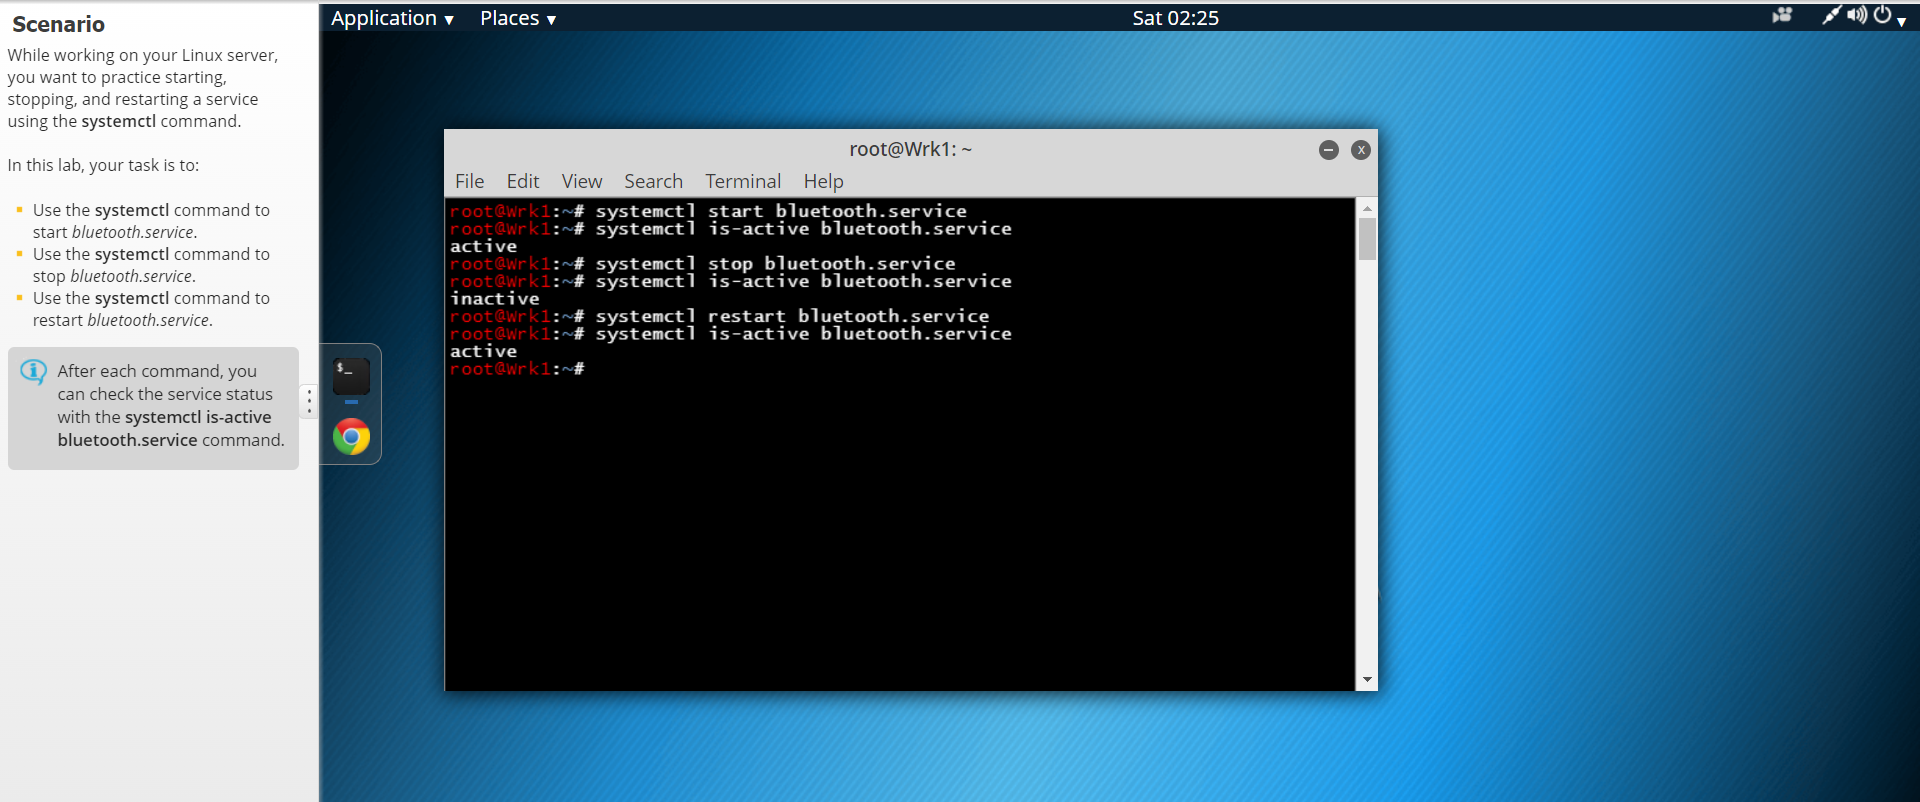 Scenario
While working on your Linux server,
you want to practice starting,
stopping, and restarting a service
using the systemctl command.
In this lab, your task is to:
Use the systemctl command to
start bluetooth.service.
Use the systemctl command to
stop bluetooth.service.
Use the systemctl command to
restart bluetooth.service.
After each command, you
can check the service status
with the systemctl is-active
bluetooth.service command.
Application ▾ Places ▾ Sat 02:25
root@Wrk1: ~
File Edit View Search Terminal Help
root@Wrk1:~# systemctl start bluetooth.service
root@Wrk1:~# systemctl is-active bluetooth.service
active
root@Wrk1:~# systemctl stop bluetooth.service
root@Wrk1:~# systemctl is-active bluetooth.service
inactive
root@Wrk1:~# systemctl restart bluetooth.service
root@Wrk1:~# systemctl is-active bluetooth.service
active
root@Wrk1:~#
$_